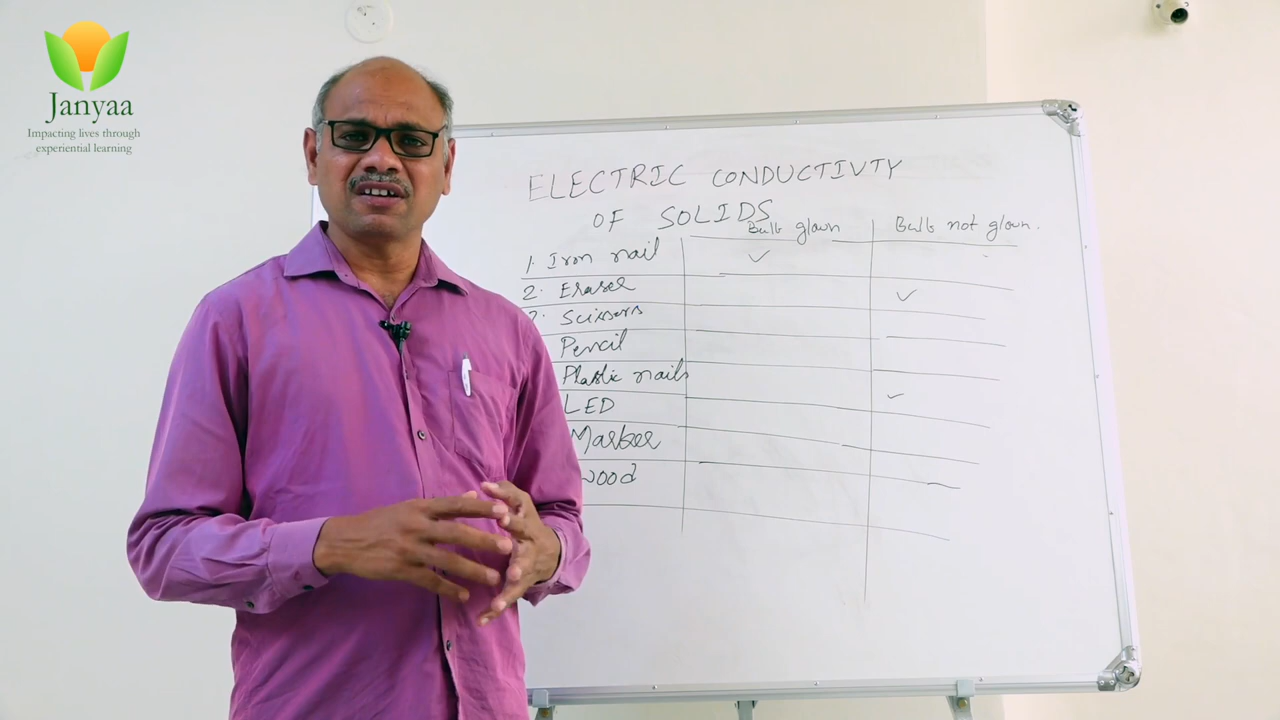 Janyaa
Impacting lives through
experiential learning
ELECTRIC CONDUCTIVTY
OF SOLIDS
Bulb glown
Bulb not glown.
1. Iron nail
2. Eraser
Scissors
Pencil
Plastic nails
LED
Marker
wood